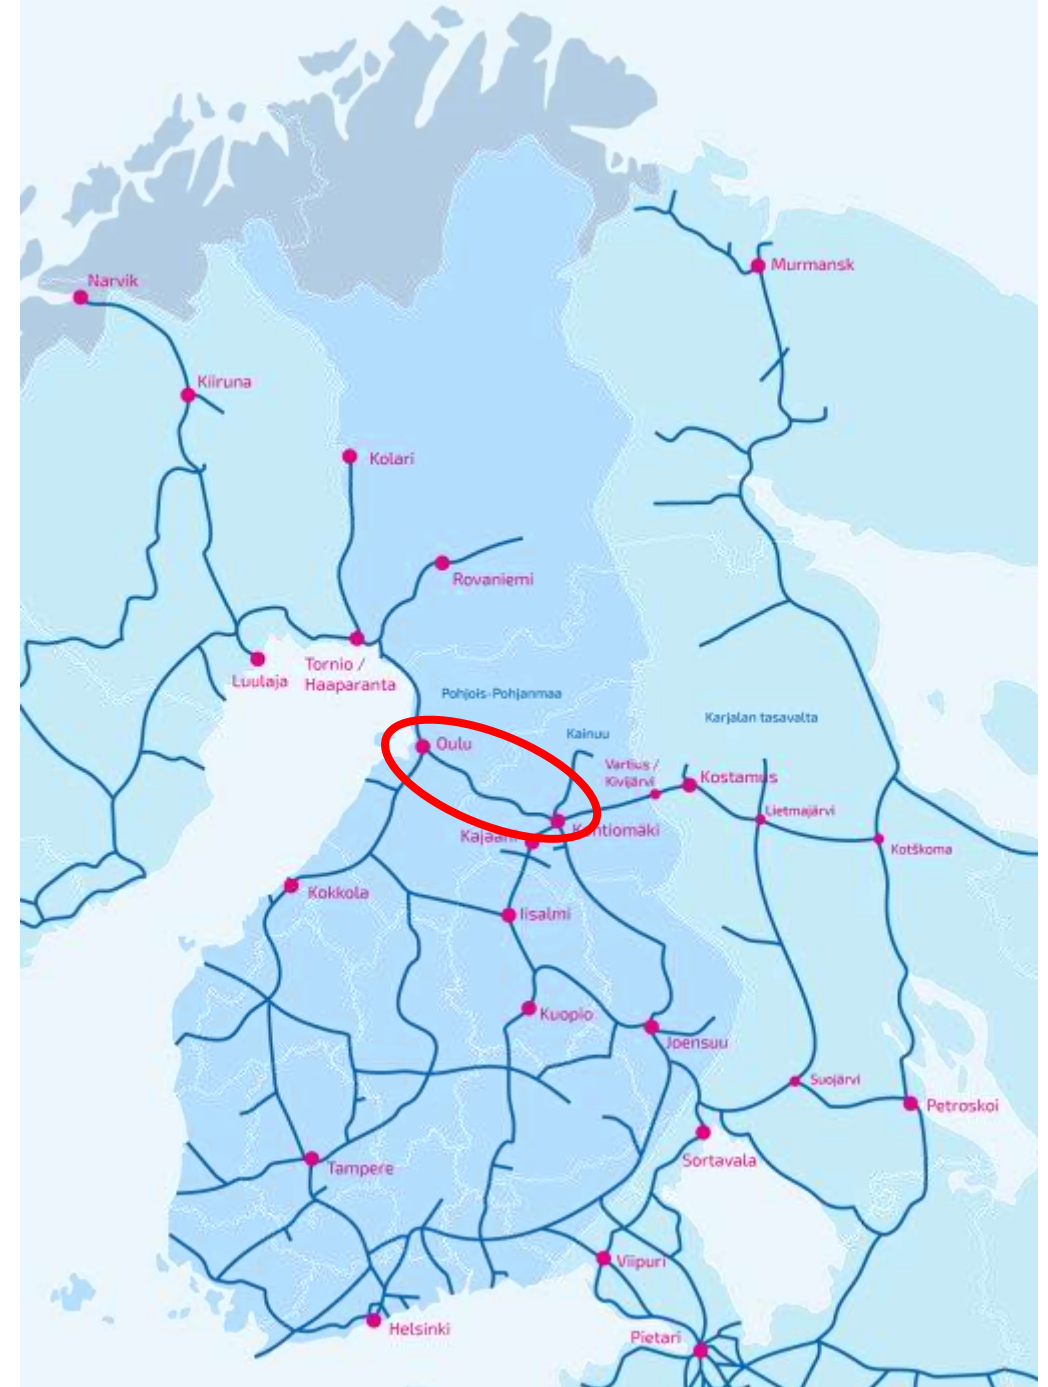 Murmansk
Narvik
Kiiruna
Kolari
Rovaniemi
Tornio /
Haaparanta
Luulaja
Pohjois-Pohjanmaa
Karjalan tasavalta
Kainuu
Oulu
Vartius /
Kivijärvi
Kostamus
Lietmajärvi
Kontiomäki
Kajaani
Kotškoma
Kokkola
Iisalmi
Kuopio
Joensuu
Suojärvi
Petroskoi
Sortavala
Tampere
Viipuri
Helsinki
Pietari